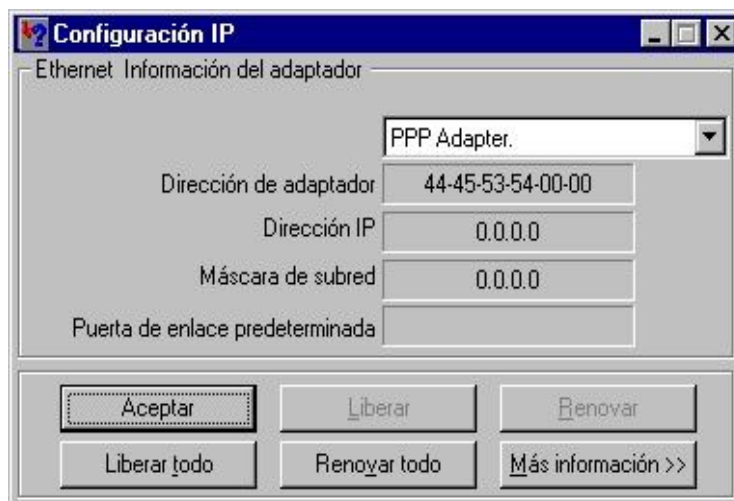 Configuración IP
Ethernet Información del adaptador
PPP Adapter.
Dirección de adaptador 44-45-53-54-00-00
Dirección IP 0.0.0.0
Máscara de subred 0.0.0.0
Puerta de enlace predeterminada
Aceptar Liberar Renovar
Liberar todo Renovar todo Más información >>